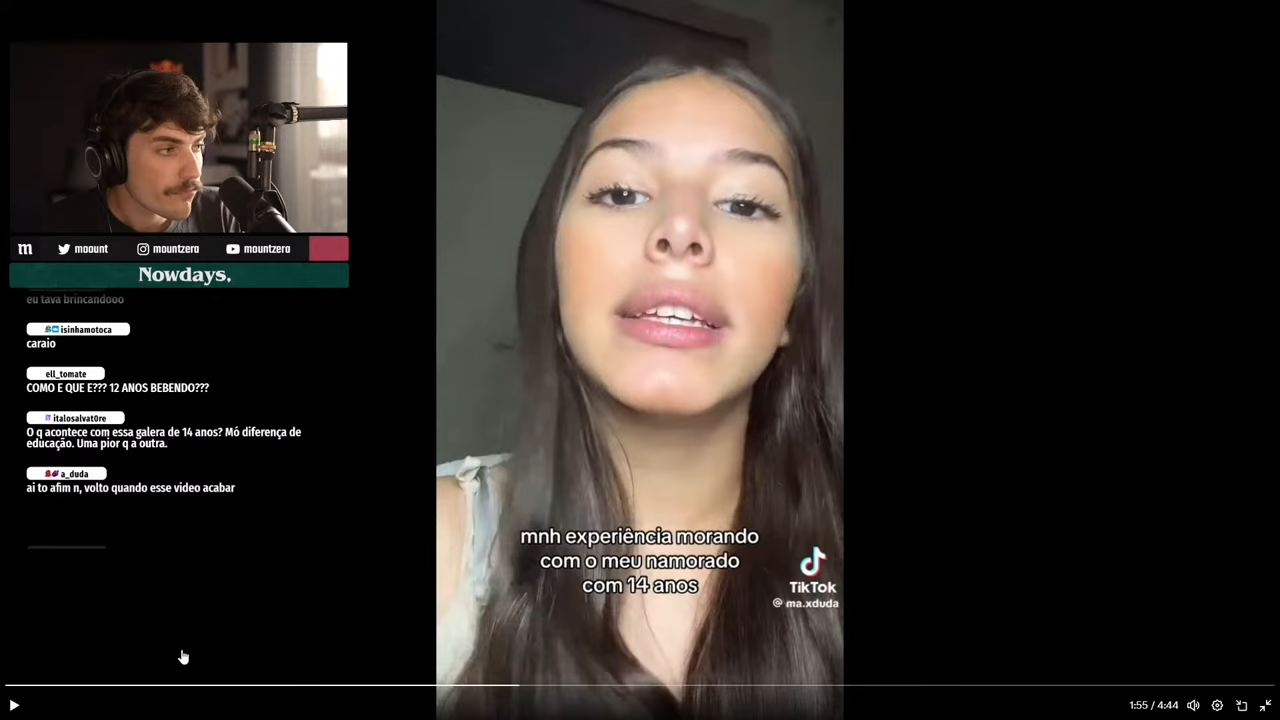 m
moount
mountzera
mountzera
Nowdays,
eu tava brincandooo
isinhamotoca
caraio
ell_tomate
COMO E QUE E??? 12 ANOS BEBENDO???
italosalvat0re
O q acontece com essa galera de 14 anos? Mó diferença de
educação. Uma pior q a outra.
a_duda
ai to afim n, volto quando esse video acabar
mnh experiência morando
com o meu namorado
com 14 anos
TikTok
@ ma.xduda
1:55 / 4:44